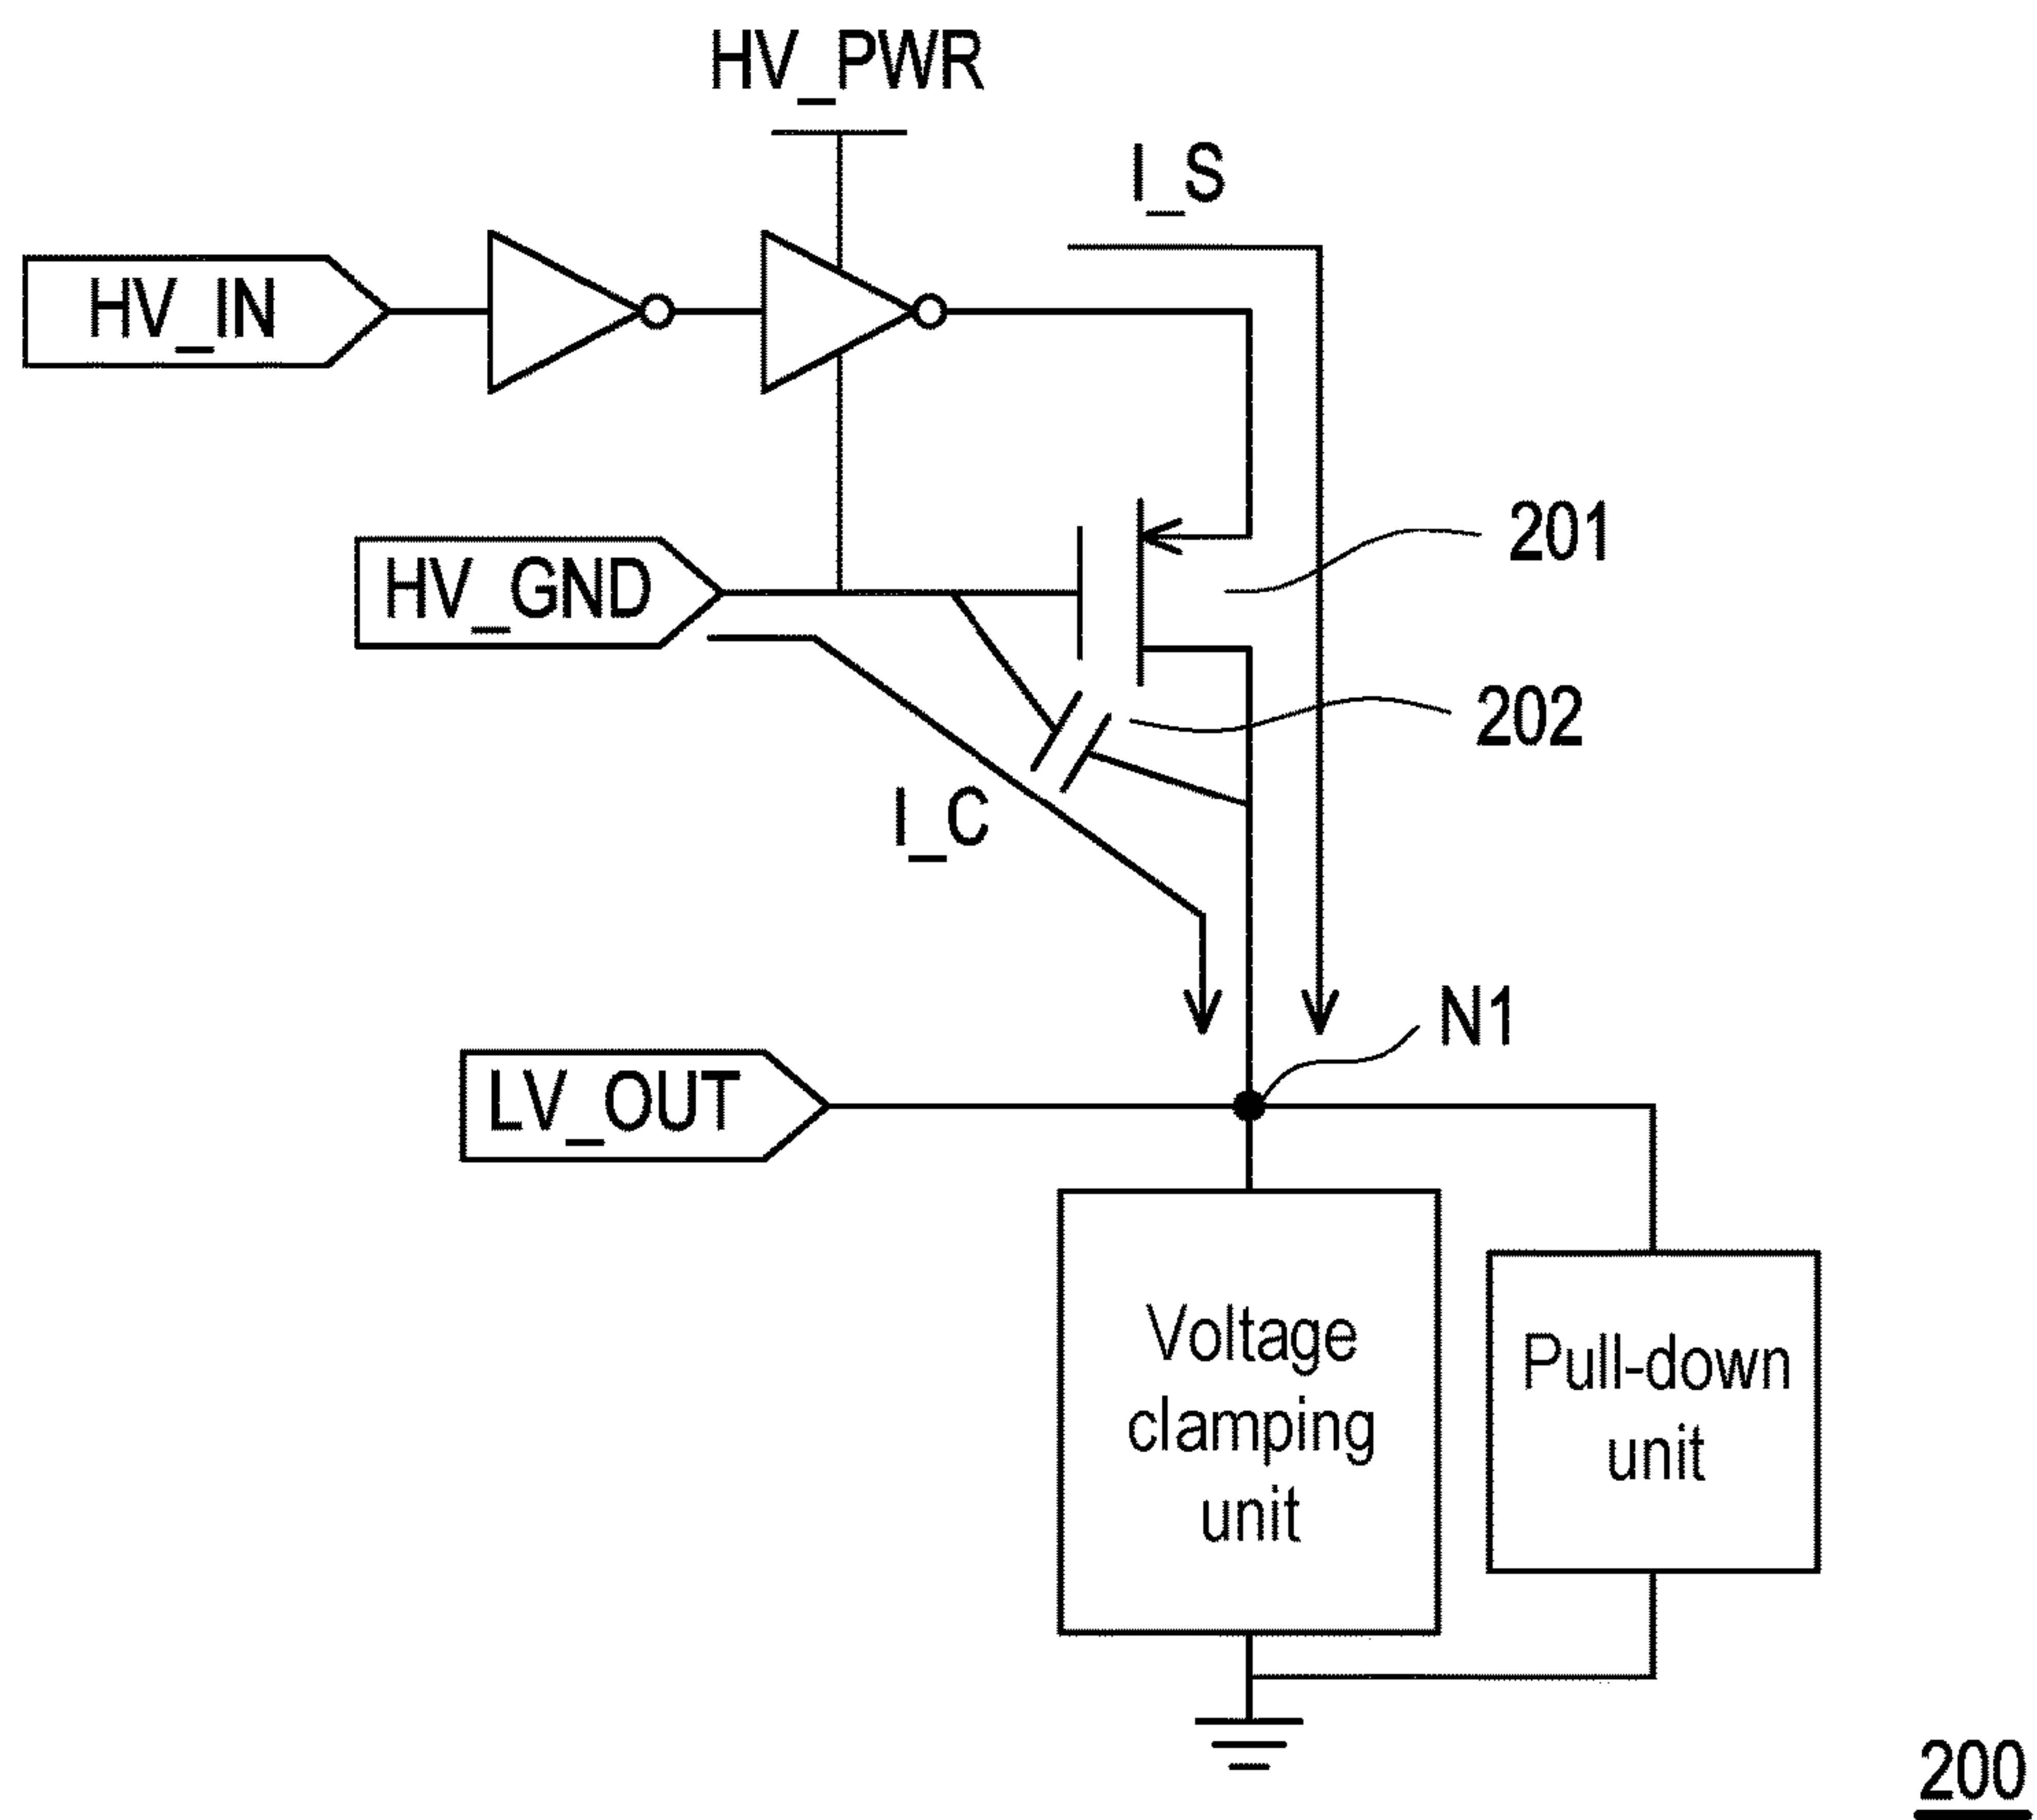 HV_PWR
I_S
HV_IN
201
HV_GND
202
I_C
N1
LV_OUT
Voltage
clamping
unit
Pull-down
unit
200